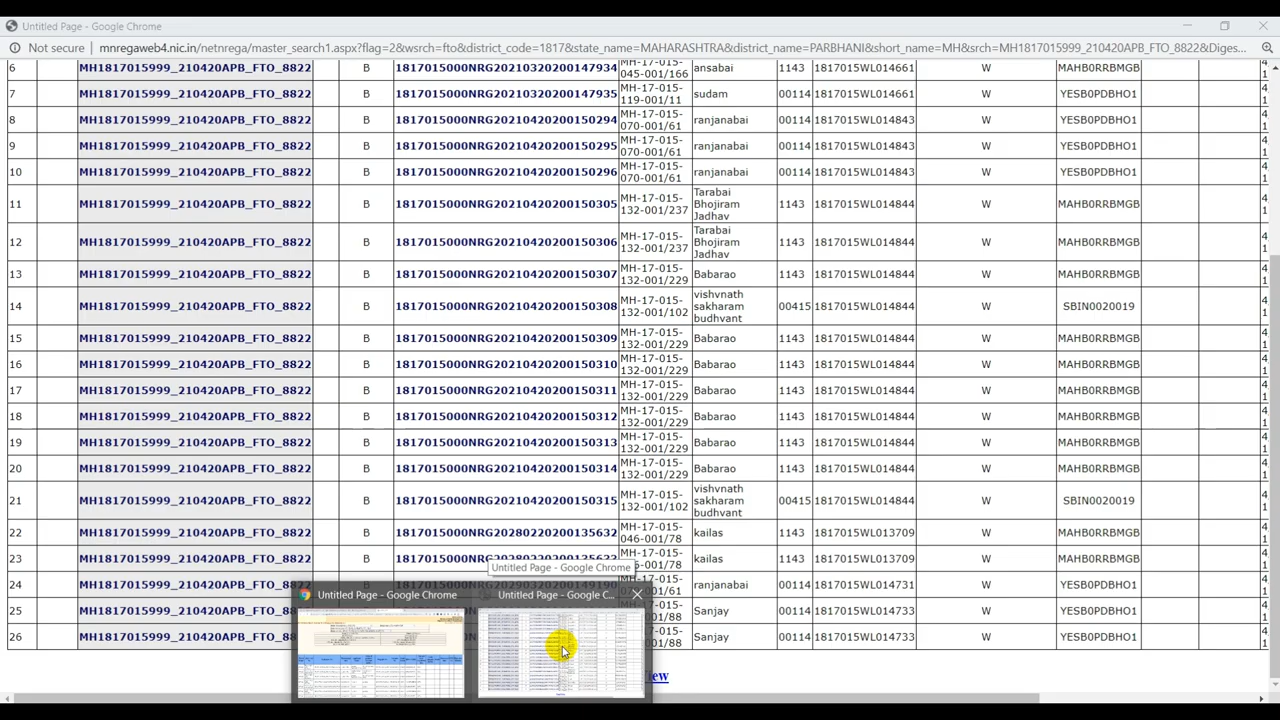 Untitled Page - Google Chrome
Not secure | mnregaweb4.nic.in/netnrega/master_search1.aspx?flag=2&wsrch=fto&district_code=1817&state_name=MAHARASHTRA&district_name=PARBHANI&short_name=MH&srch=MH1817015999_210420APB_FTO_8822&Diges...
6 MH1817015999_210420APB_FTO_8822 B 1817015000NRG20210320200147934 MH-17-015-045-001/166 ansabai 1143 1817015WL014661 W MAHB0RRBMGB
7 MH1817015999_210420APB_FTO_8822 B 1817015000NRG20210320200147935 MH-17-015-119-001/11 sudam 00114 1817015WL014661 W YESB0PDBHO1
8 MH1817015999_210420APB_FTO_8822 B 1817015000NRG20210420200150294 MH-17-015-070-001/61 ranjanabai 00114 1817015WL014843 W YESB0PDBHO1
9 MH1817015999_210420APB_FTO_8822 B 1817015000NRG20210420200150295 MH-17-015-070-001/61 ranjanabai 00114 1817015WL014843 W YESB0PDBHO1
10 MH1817015999_210420APB_FTO_8822 B 1817015000NRG20210420200150296 MH-17-015-070-001/61 ranjanabai 00114 1817015WL014843 W YESB0PDBHO1
11 MH1817015999_210420APB_FTO_8822 B 1817015000NRG20210420200150305 MH-17-015-132-001/237 Tarabai Bhojiram Jadhav 1143 1817015WL014844 W MAHB0RRBMGB
12 MH1817015999_210420APB_FTO_8822 B 1817015000NRG20210420200150306 MH-17-015-132-001/237 Tarabai Bhojiram Jadhav 1143 1817015WL014844 W MAHB0RRBMGB
13 MH1817015999_210420APB_FTO_8822 B 1817015000NRG20210420200150307 MH-17-015-132-001/229 Babarao 1143 1817015WL014844 W MAHB0RRBMGB
14 MH1817015999_210420APB_FTO_8822 B 1817015000NRG20210420200150308 MH-17-015-132-001/102 vishvnath sakharam budhvant 00415 1817015WL014844 W SBIN0020019
15 MH1817015999_210420APB_FTO_8822 B 1817015000NRG20210420200150309 MH-17-015-132-001/229 Babarao 1143 1817015WL014844 W MAHB0RRBMGB
16 MH1817015999_210420APB_FTO_8822 B 1817015000NRG20210420200150310 MH-17-015-132-001/229 Babarao 1143 1817015WL014844 W MAHB0RRBMGB
17 MH1817015999_210420APB_FTO_8822 B 1817015000NRG20210420200150311 MH-17-015-132-001/229 Babarao 1143 1817015WL014844 W MAHB0RRBMGB
18 MH1817015999_210420APB_FTO_8822 B 1817015000NRG20210420200150312 MH-17-015-132-001/229 Babarao 1143 1817015WL014844 W MAHB0RRBMGB
19 MH1817015999_210420APB_FTO_8822 B 1817015000NRG20210420200150313 MH-17-015-132-001/229 Babarao 1143 1817015WL014844 W MAHB0RRBMGB
20 MH1817015999_210420APB_FTO_8822 B 1817015000NRG20210420200150314 MH-17-015-132-001/229 Babarao 1143 1817015WL014844 W MAHB0RRBMGB
21 MH1817015999_210420APB_FTO_8822 B 1817015000NRG20210420200150315 MH-17-015-132-001/102 vishvnath sakharam budhvant 00415 1817015WL014844 W SBIN0020019
22 MH1817015999_210420APB_FTO_8822 B 1817015000NRG20280220200135632 MH-17-015-046-001/78 kailas 1143 1817015WL013709 W MAHB0RRBMGB
23 MH1817015999_210420APB_FTO_8822 B MH-17-015- kailas 1143 1817015WL013709 W MAHB0RRBMGB
Untitled Page - Google Chrome
24 MH1817015999_210420APB_FTO_88 MH-17-015- ranjanabai 00114 1817015WL014731 W YESB0PDBHO1
Untitled Page - Google Chrome
Untitled Page - Google C...
25 MH1817015999_210420APB_FTO_88 Sanjay 00114 1817015WL014733 W YESB0PDBHO1
26 MH1817015999_210420APB_FTO_88 Sanjay 00114 1817015WL014733 W YESB0PDBHO1